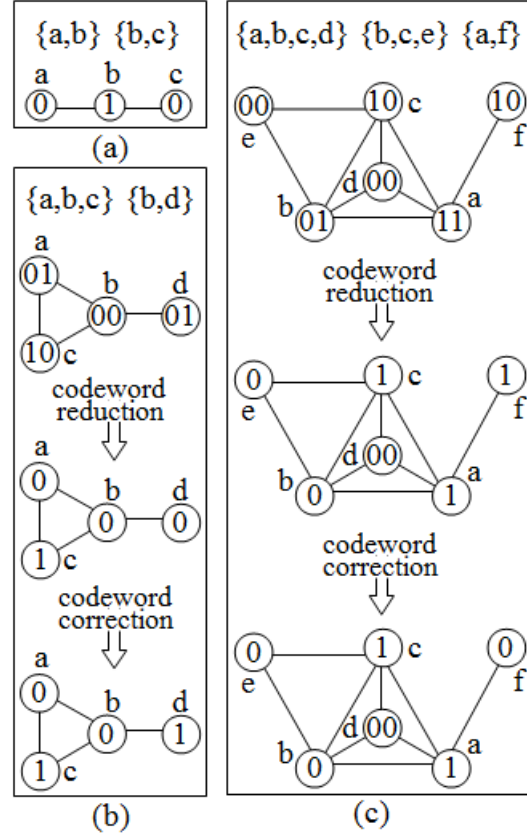 {a,b} {b,c}
a b c
0 1 0
(a)
{a,b,c} {b,d}
a
01
b d
00 01
10 c
codeword
reduction
a
0
b d
0 0
1 c
codeword
correction
a
0
b d
0 1
1 c
(b)
{a,b,c,d} {b,c,e} {a,f}
00 10 c 10
e f
d 00
b a
01 11
codeword
reduction
0 1 c 1
e f
d 00
b a
0 1
codeword
correction
0 1 c 0
e f
d 00
b a
0 1
(c)